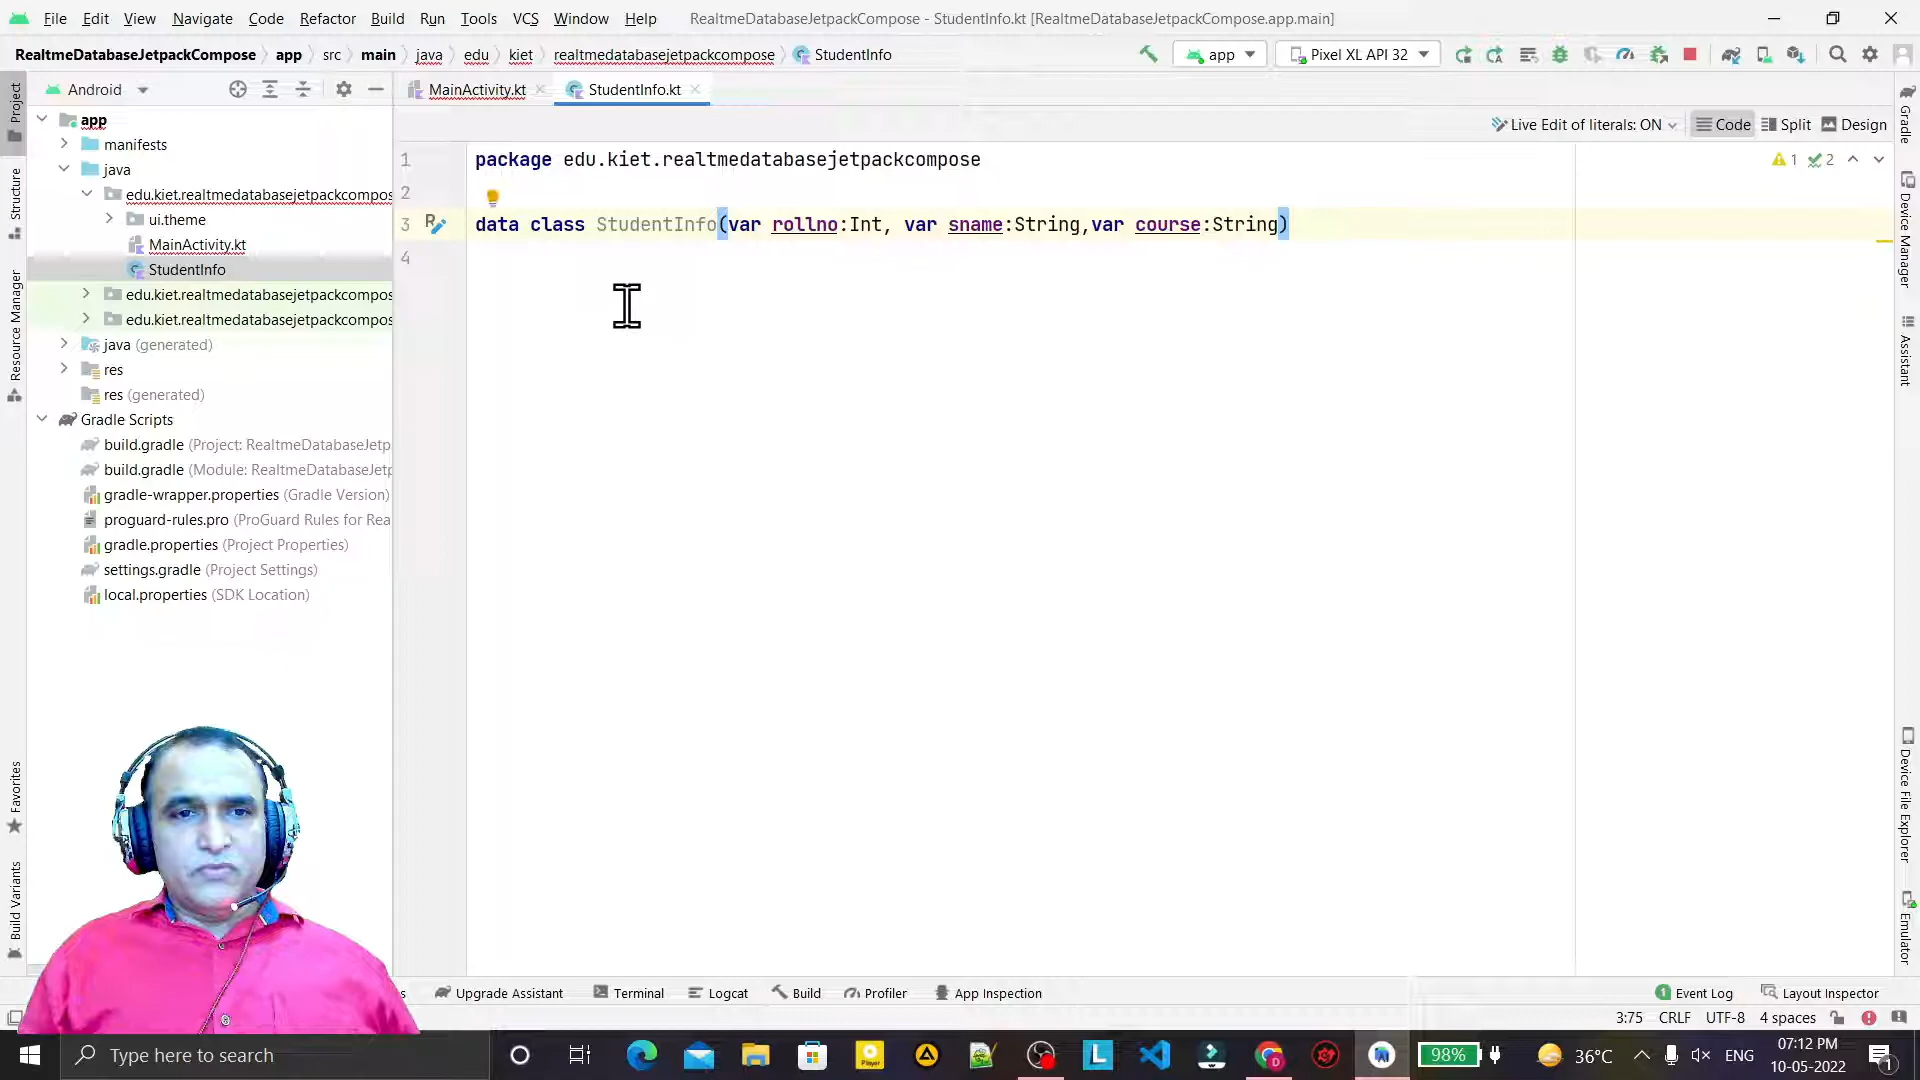 File Edit View Navigate Code Refactor Build Run Tools VCS Window Help RealtmeDatabaseJetpackCompose - StudentInfo.kt [RealtmeDatabaseJetpackCompose.app.main]
RealtmeDatabaseJetpackCompose app src main java edu kiet realtmedatabasejetpackcompose StudentInfo app Pixel XL API 32
Android
MainActivity.kt StudentInfo.kt
Live Edit of literals: ON Code Split Design
app
manifests
java
edu.kiet.realtmedatabasejetpackcompos
ui.theme
MainActivity.kt
StudentInfo
edu.kiet.realtmedatabasejetpackcompos
edu.kiet.realtmedatabasejetpackcompos
java (generated)
res
res (generated)
Gradle Scripts
build.gradle (Project: RealtmeDatabaseJetp
build.gradle (Module: RealtmeDatabaseJetp
gradle-wrapper.properties (Gradle Version)
proguard-rules.pro (ProGuard Rules for Rea
gradle.properties (Project Properties)
settings.gradle (Project Settings)
local.properties (SDK Location)
1 package edu.kiet.realtmedatabasejetpackcompose
2
3 data class StudentInfo(var rollno:Int, var sname:String,var course:String)
4
1 2
Project
Structure
Resource Manager
Favorites
Build Variants
Gradle
Device Manager
Assistant
Device File Explorer
Emulator
Upgrade Assistant Terminal Logcat Build Profiler App Inspection 1 Event Log Layout Inspector
3:75 CRLF UTF-8 4 spaces
Type here to search
Player
98% 36°C ENG
07:12 PM
10-05-2022
1